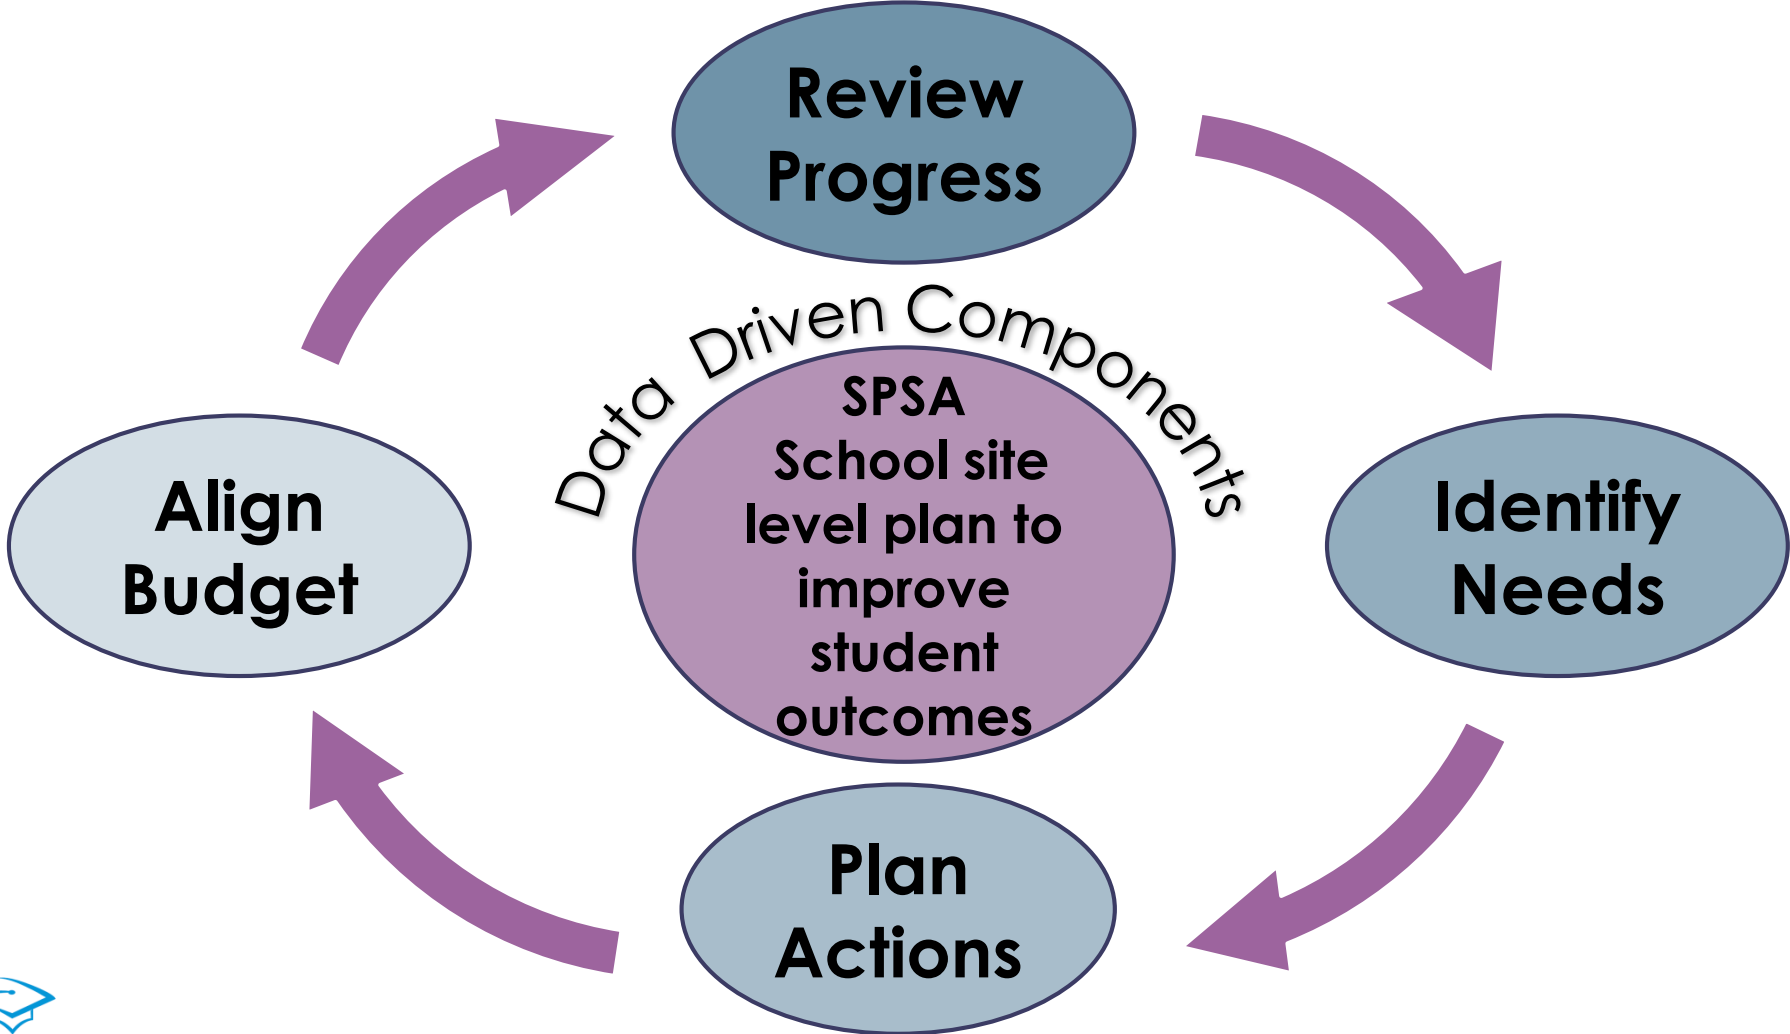 Review
Progress
Data Driven Components
SPSA
School site
level plan to
improve
student
outcomes
Align
Budget
Identify
Needs
Plan
Actions